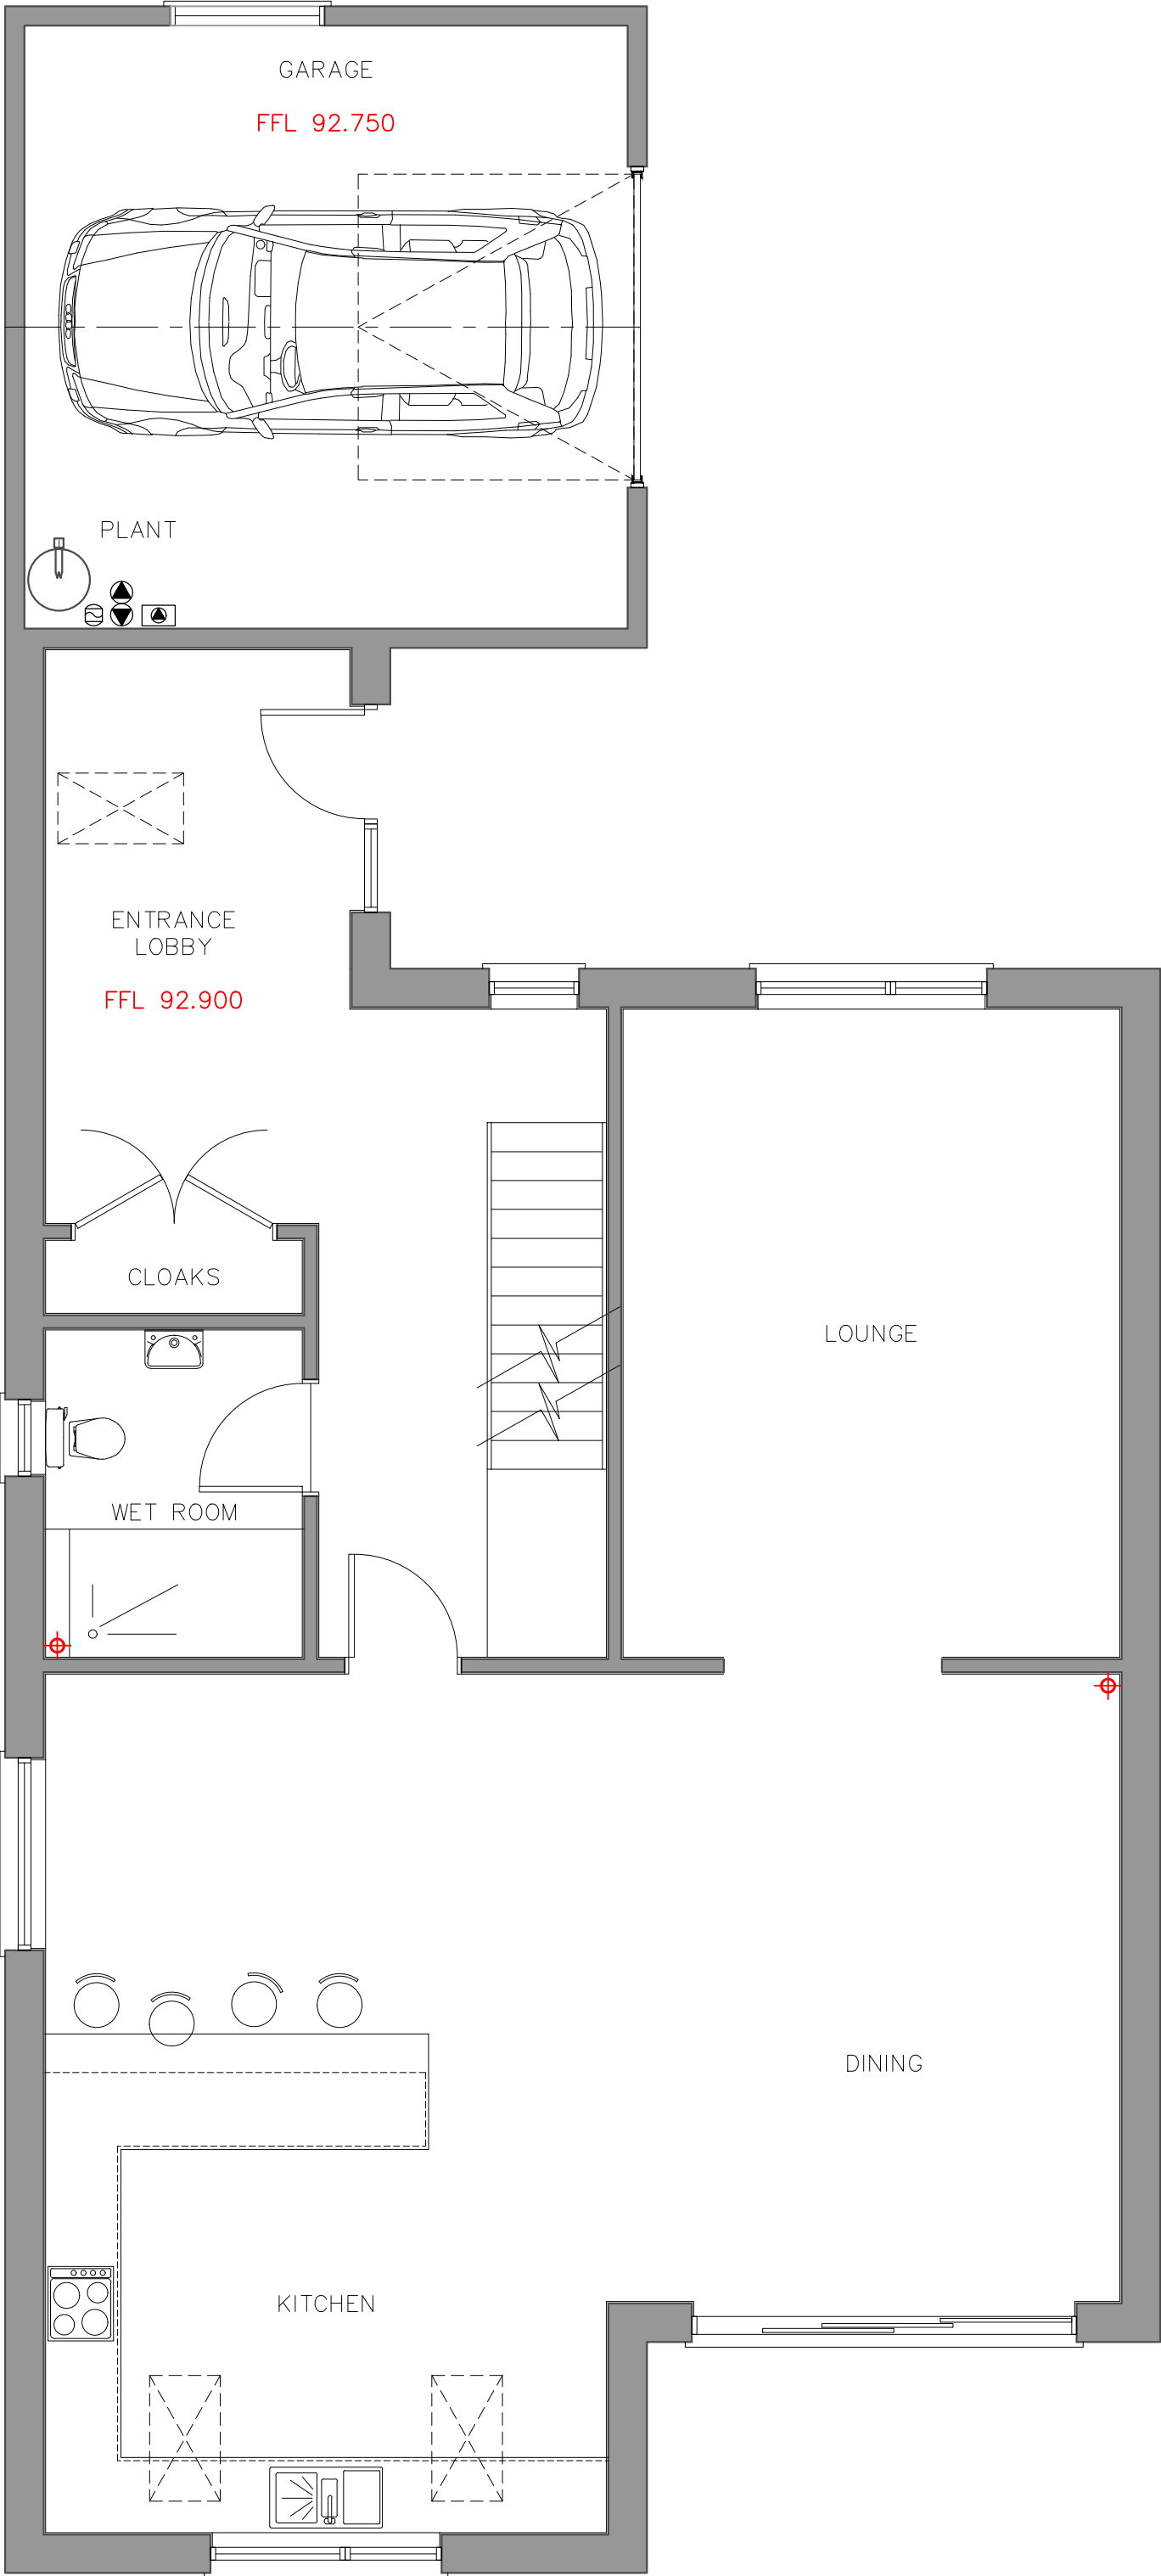 GARAGE
FFL 92.750
PLANT
ENTRANCE
LOBBY
FFL 92.900
CLOAKS
LOUNGE
WET ROOM
DINING
KITCHEN